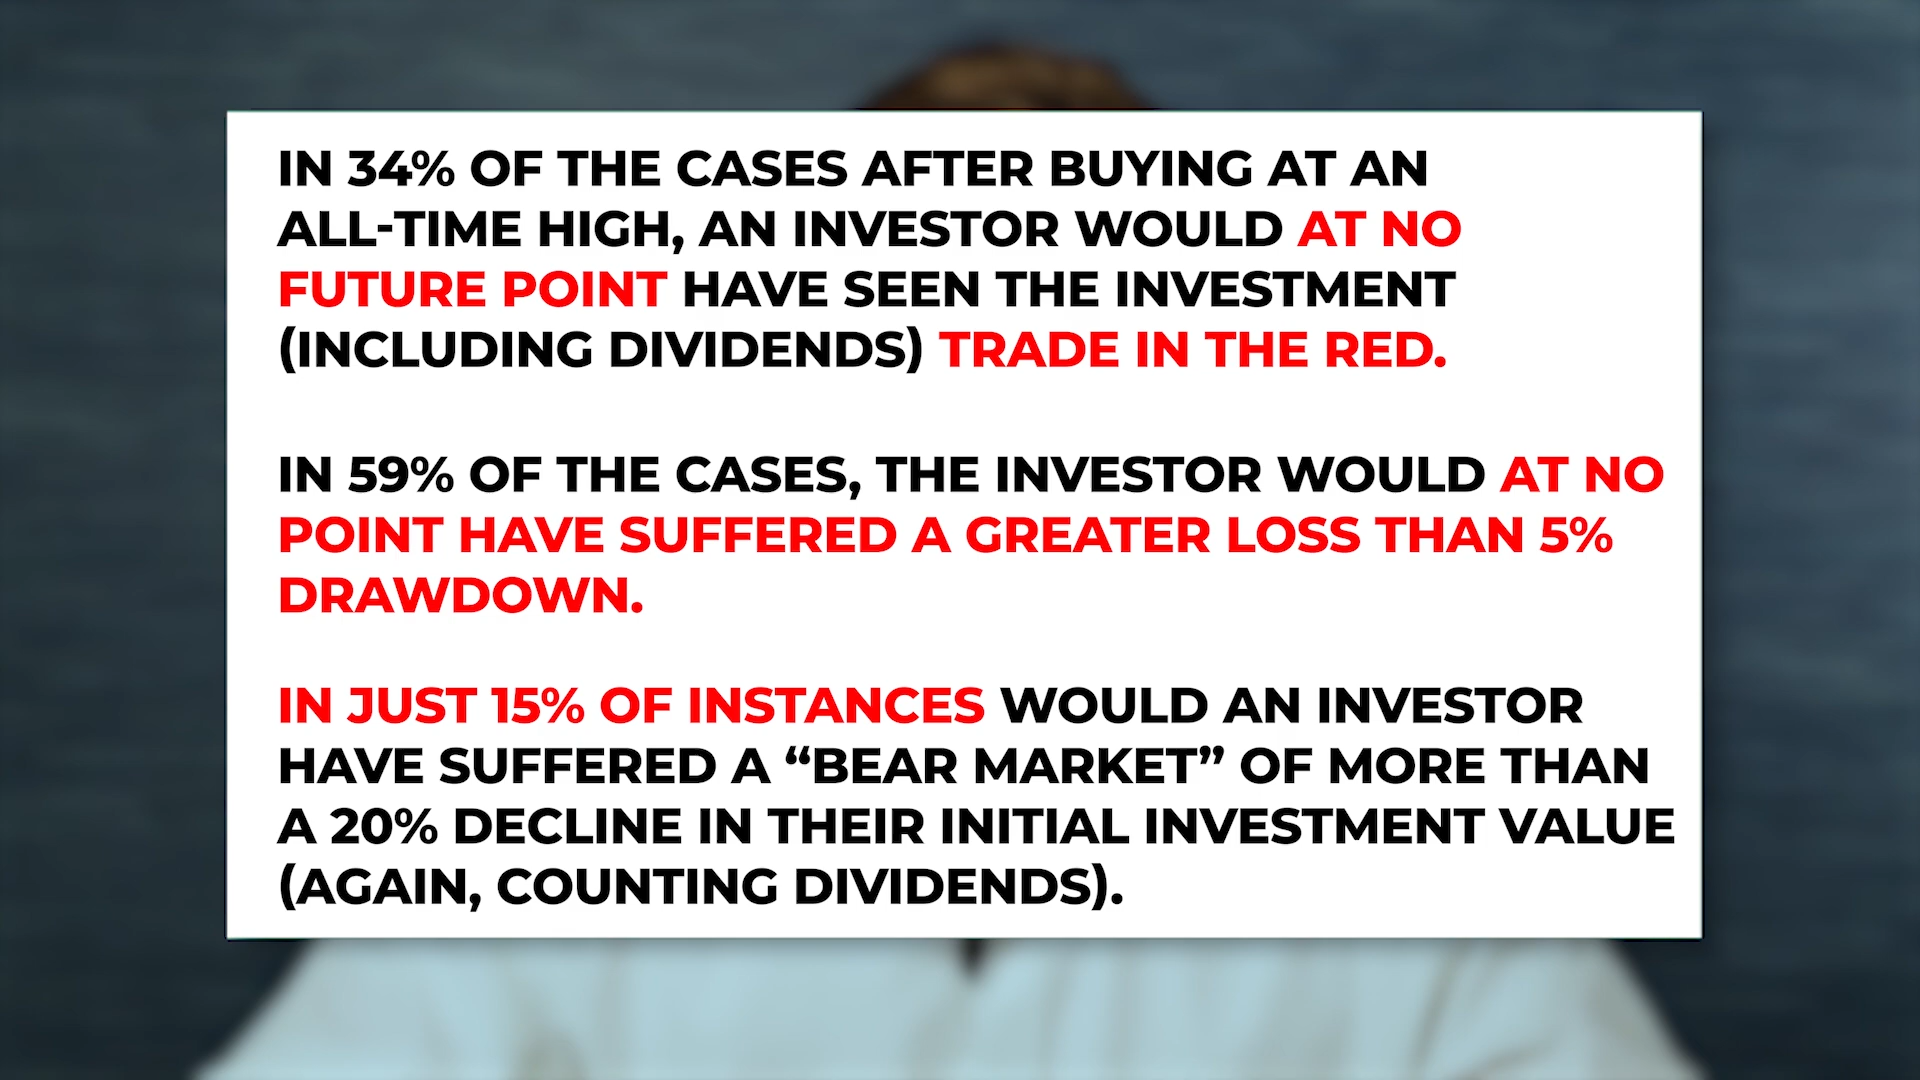 IN 34% OF THE CASES AFTER BUYING AT AN
ALL-TIME HIGH, AN INVESTOR WOULD AT NO
FUTURE POINT HAVE SEEN THE INVESTMENT
(INCLUDING DIVIDENDS) TRADE IN THE RED.
IN 59% OF THE CASES, THE INVESTOR WOULD AT NO
POINT HAVE SUFFERED A GREATER LOSS THAN 5%
DRAWDOWN.
IN JUST 15% OF INSTANCES WOULD AN INVESTOR
HAVE SUFFERED A “BEAR MARKET” OF MORE THAN
A 20% DECLINE IN THEIR INITIAL INVESTMENT VALUE
(AGAIN, COUNTING DIVIDENDS).